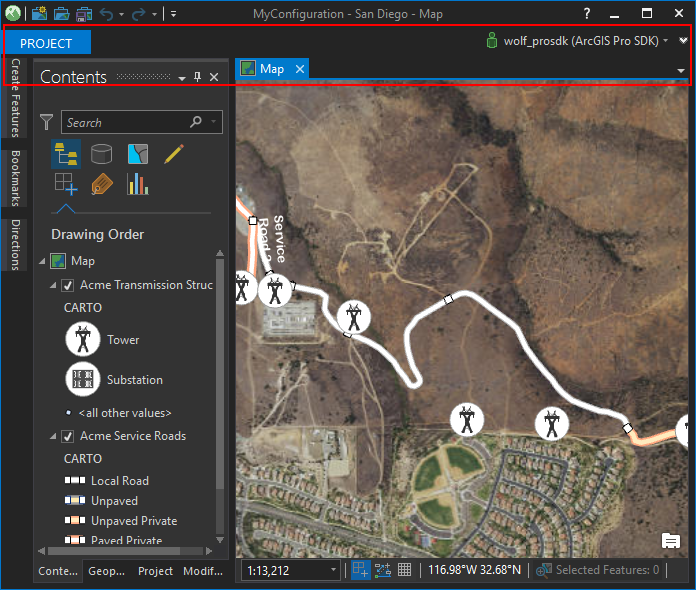 MyConfiguration - San Diego - Map
PROJECT
wolf_prosdk (ArcGIS Pro SDK)
Create Features
Bookmarks
Directions
Contents
Map
Search
Drawing Order
Map
Acme Transmission Struc
CARTO
Tower
Substation
<all other values>
Acme Service Roads
CARTO
Local Road
Unpaved
Unpaved Private
Paved Private
Service
Road 2
Conte...
Geop...
Project
Modif...
1:13,212
116.98°W 32.68°N
Selected Features: 0